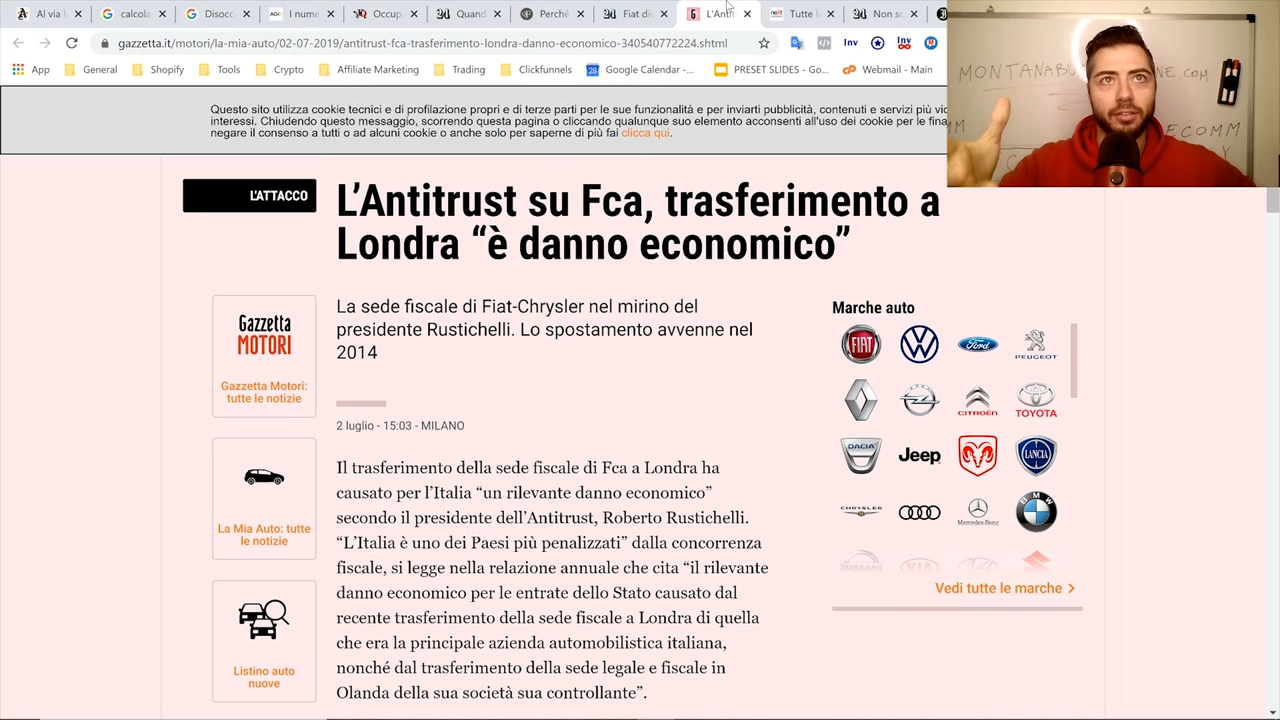 Al via l
calcola
Disocc
I nume
Occup
Quand
Perché
Fiat di
L'Anti
Tutte l
Non sc
gazzetta.it/motori/la-mia-auto/02-07-2019/antitrust-fca-trasferimento-londra-danno-economico-340540772224.shtml
App
General
Shopify
Tools
Crypto
Affiliate Marketing
Trading
Clickfunnels
Google Calendar -...
PRESET SLIDES - Go...
Webmail - Main
Questo sito utilizza cookie tecnici e di profilazione propri e di terze parti per le sue funzionalità e per inviarti pubblicità, contenuti e servizi più vic
interessi. Chiudendo questo messaggio, scorrendo questa pagina o cliccando qualunque suo elemento acconsenti all'uso dei cookie per le fina
negare il consenso a tutti o ad alcuni cookie o anche solo per saperne di più fai clicca qui.
L'ATTACCO
L'Antitrust su Fca, trasferimento a
Londra “è danno economico”
La sede fiscale di Fiat-Chrysler nel mirino del
presidente Rustichelli. Lo spostamento avvenne nel
2014
2 luglio - 15:03 - MILANO
Il trasferimento della sede fiscale di Fca a Londra ha
causato per l'Italia “un rilevante danno economico”
secondo il presidente dell'Antitrust, Roberto Rustichelli.
“L'Italia è uno dei Paesi più penalizzati” dalla concorrenza
fiscale, si legge nella relazione annuale che cita “il rilevante
danno economico per le entrate dello Stato causato dal
recente trasferimento della sede fiscale a Londra di quella
che era la principale azienda automobilistica italiana,
nonché dal trasferimento della sede legale e fiscale in
Olanda della sua società sua controllante”.
Gazzetta
MOTORI
Gazzetta Motori:
tutte le notizie
La Mia Auto: tutte
le notizie
Listino auto
nuove
Marche auto
FIAT
Ford
PEUGEOT
CITROËN
TOYOTA
DACIA
Jeep
LANCIA
CHRYSLER
Mercedes-Benz
BMW
NISSAN
KIA
Vedi tutte le marche